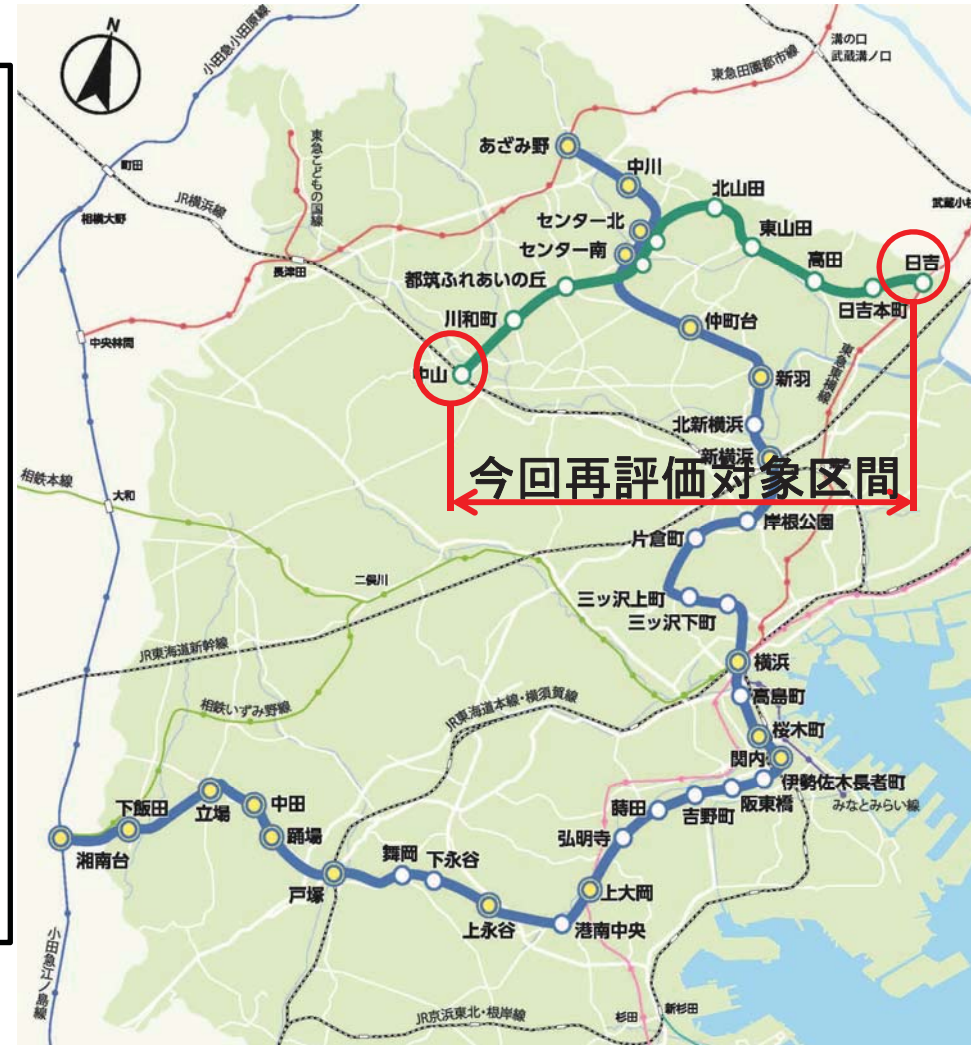 N
小田急小田原線
溝の口
武蔵溝ノ口
東急田園都市線
東急こどもの国線
あざみ野
町田
中川
北山田
JR横浜線
武蔵小杉
相模大野
センター北
東山田
センター南
高田
日吉
長津田
都筑ふれあいの丘
日吉本町
川和町
仲町台
中央林間
東急東横線
中山
新羽
北新横浜
新横浜
今回再評価対象区間
相鉄本線
大和
岸根公園
片倉町
二俣川
三ッ沢上町
三ッ沢下町
JR東海道新幹線
横浜
相鉄いずみ野線
JR東海道本線・横須賀線
高島町
桜木町
関内
伊勢佐木長者町
下飯田
立場
中田
阪東橋
みなとみらい線
蒔田
吉野町
踊場
弘明寺
湘南台
舞岡
下永谷
戸塚
上大岡
上永谷
港南中央
小田急江ノ島線
JR京浜東北・根岸線
杉田
新杉田